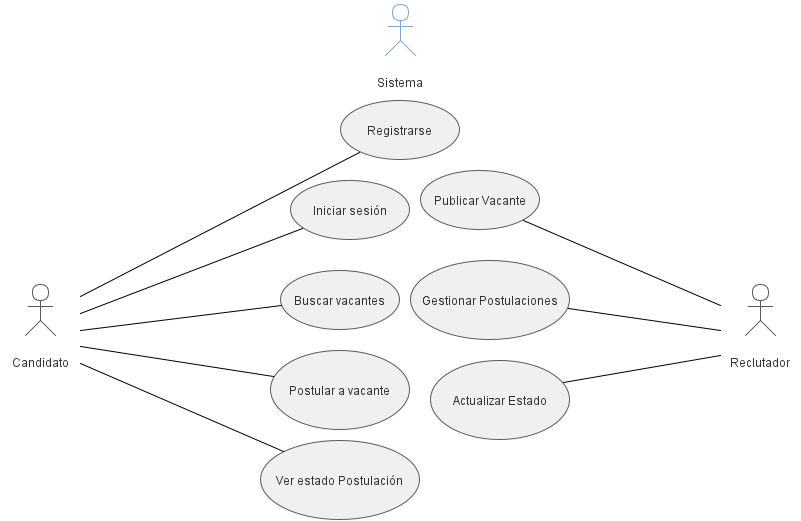 Sistema
Registrarse
Iniciar sesión
Publicar Vacante
Buscar vacantes
Gestionar Postulaciones
Candidato
Reclutador
Postular a vacante
Actualizar Estado
Ver estado Postulación